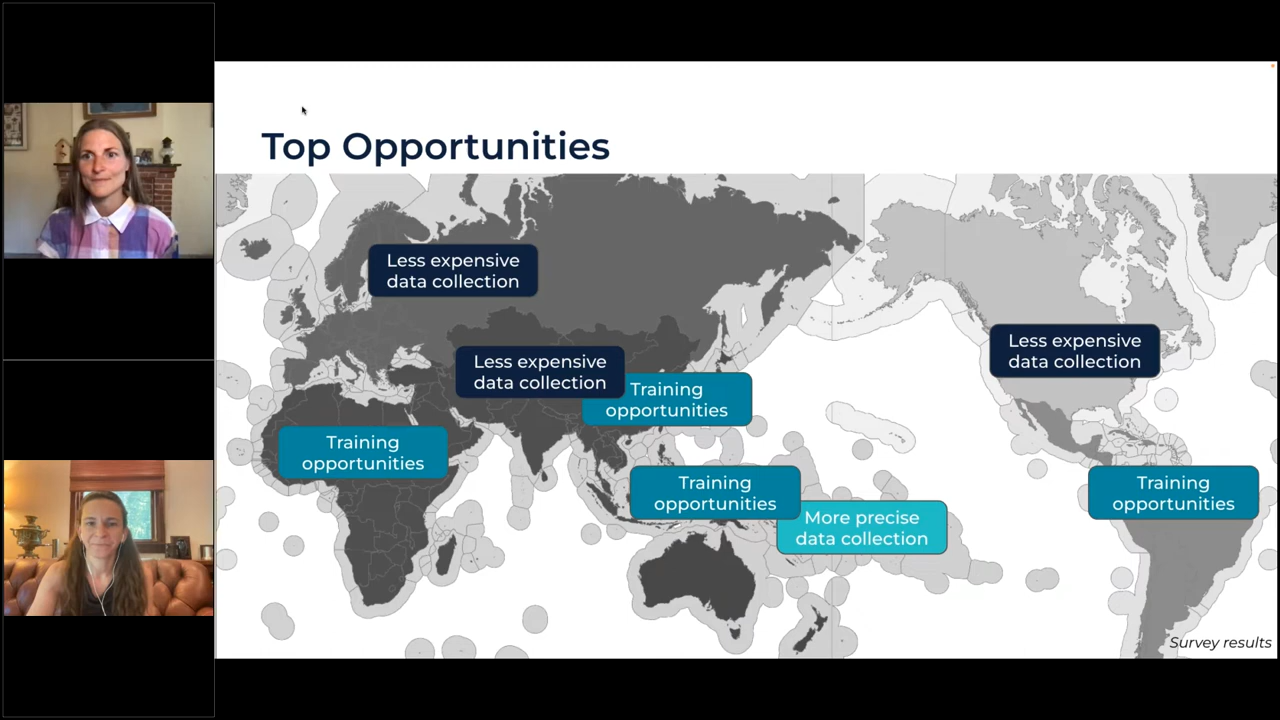 Top Opportunities
Less expensive
data collection
Less expensive
data collection
Less expensive
data collection
Training
opportunities
Training
opportunities
Training
opportunities
Training
opportunities
More precise
data collection
Survey results